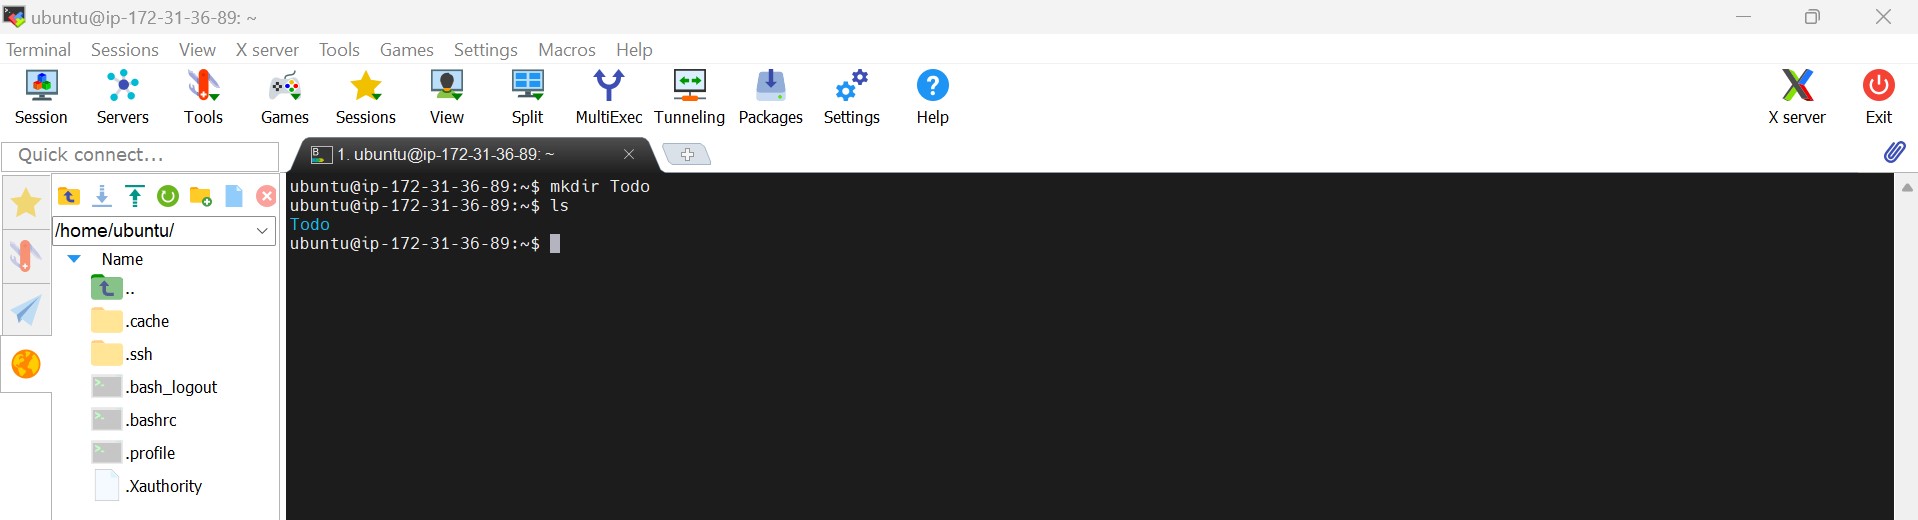 ubuntu@ip-172-31-36-89: ~
Terminal Sessions View X server Tools Games Settings Macros Help
Session Servers Tools Games Sessions View Split MultiExec Tunneling Packages Settings Help X server Exit
Quick connect...
1. ubuntu@ip-172-31-36-89: ~
/home/ubuntu/
Name
..
.cache
.ssh
.bash_logout
.bashrc
.profile
.Xauthority
ubuntu@ip-172-31-36-89:~$ mkdir Todo
ubuntu@ip-172-31-36-89:~$ ls
Todo
ubuntu@ip-172-31-36-89:~$